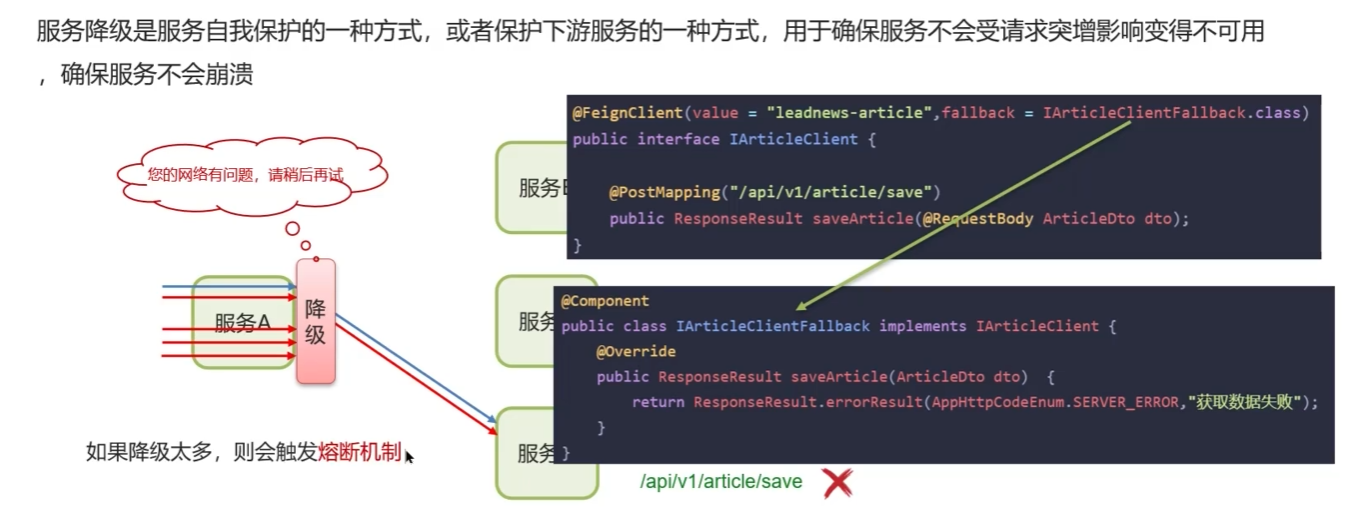 服务降级是服务自我保护的一种方式，或者保护下游服务的一种方式，用于确保服务不会受请求突增影响变得不可用
，确保服务不会崩溃
@FeignClient(value = "leadnews-article",fallback = IArticleClientFallback.class)
public interface IArticleClient {
@PostMapping("/api/v1/article/save")
public ResponseResult saveArticle(@RequestBody ArticleDto dto);
}
您的网络有问题，请稍后再试
服务
降级
服务A
服务
@Component
public class IArticleClientFallback implements IArticleClient {
@Override
public ResponseResult saveArticle(ArticleDto dto) {
return ResponseResult.errorResult(AppHttpCodeEnum.SERVER_ERROR,"获取数据失败");
}
}
如果降级太多，则会触发熔断机制
服务
/api/v1/article/save